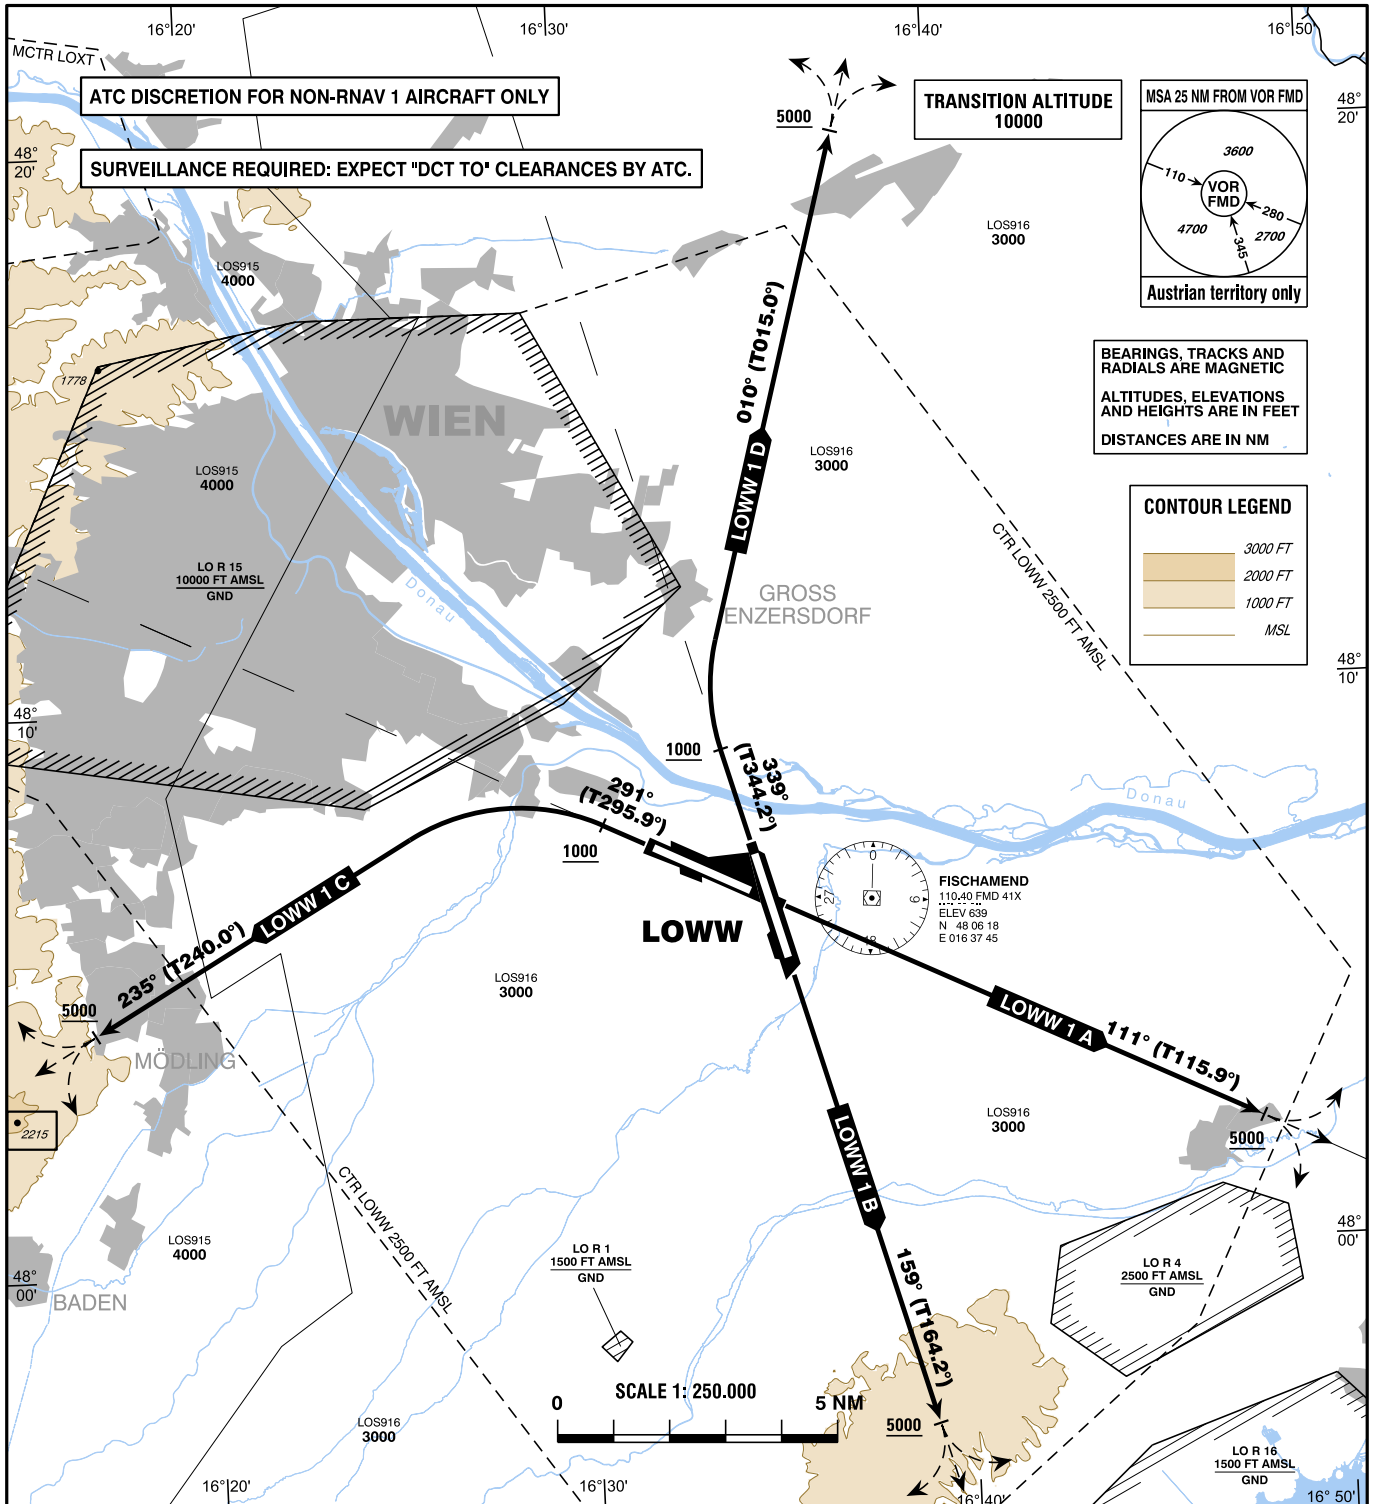 16°20'
16°30'
16°40'
16°50'
MCTR LOXT
ATC DISCRETION FOR NON-RNAV 1 AIRCRAFT ONLY
SURVEILLANCE REQUIRED: EXPECT "DCT TO" CLEARANCES BY ATC.
5000
TRANSITION ALTITUDE
10000
MSA 25 NM FROM VOR FMD
3600
110
VOR
FMD
280
4700
2700
345
Austrian territory only
48°
20'
48°
20'
LOS916
3000
LOS915
4000
010° (T015.0°)
BEARINGS, TRACKS AND
RADIALS ARE MAGNETIC
ALTITUDES, ELEVATIONS
AND HEIGHTS ARE IN FEET
DISTANCES ARE IN NM
1778
WIEN
LOS915
4000
LOS916
3000
LOWW 1 D
CONTOUR LEGEND
3000 FT
2000 FT
1000 FT
MSL
CTR LOWW 2500 FT AMSL
LO R 15
10000 FT AMSL
GND
Donau
GROSS
ENZERSDORF
48°
10'
48°
10'
1000
339°
(T344.2°)
291°
(T295.9°)
1000
Donau
0
9
18
27
FISCHAMEND
110.40 FMD 41X
ELEV 639
N 48 06 18
E 016 37 45
LOWW 1 C
LOWW
235° (T240.0°)
LOS916
3000
5000
LOWW 1 A
111° (T115.9°)
MÖDLING
2215
LOS916
3000
5000
LOWW 1 B
CTR LOWW 2500 FT AMSL
LOS915
4000
48°
00'
48°
00'
BADEN
LO R 1
1500 FT AMSL
GND
159° (T164.2°)
LO R 4
2500 FT AMSL
GND
SCALE 1: 250.000
0
5 NM
LOS916
3000
5000
LO R 16
1500 FT AMSL
GND
16°20'
16°30'
16°40'
16° 50'